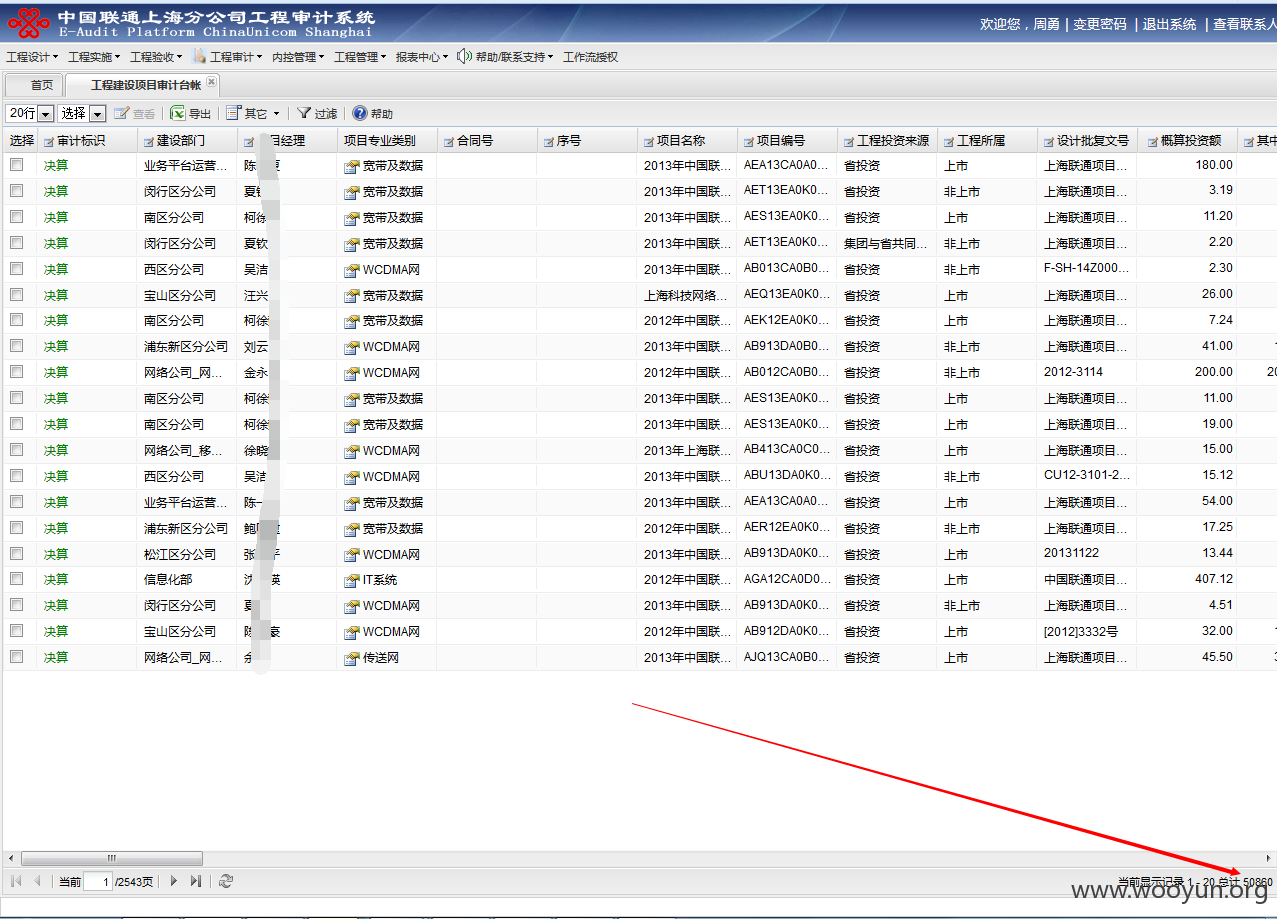 中国联通上海分公司工程审计系统
E-Audit Platform ChinaUnicom Shanghai
欢迎您，周勇 | 变更密码 | 退出系统 | 查看联系人
工程设计 工程实施 工程验收 工程审计 内控管理 工程管理 报表中心 帮助/联系支持 工作流授权
首页 工程建设项目审计台帐
20行 选择 查看 导出 其它 过滤 帮助
选择 审计标识 建设部门 目经理 项目专业类别 合同号 序号 项目名称 项目编号 工程投资来源 工程所属 设计批复文号 概算投资额 其中
决算 业务平台运营... 陈 宽带及数据 2013年中国联... AEA13CA0A0... 省投资 上市 上海联通项目... 180.00
决算 闵行区分公司 夏 宽带及数据 2013年中国联... AET13EA0K0... 省投资 非上市 上海联通项目... 3.19
决算 南区分公司 柯徐 宽带及数据 2013年中国联... AES13EA0K0... 省投资 上市 上海联通项目... 11.20
决算 闵行区分公司 夏钦 宽带及数据 2013年中国联... AET13EA0K0... 集团与省共同... 非上市 上海联通项目... 2.20
决算 西区分公司 吴洁 WCDMA网 2013年中国联... AB013CA0B0... 省投资 非上市 F-SH-14Z000... 2.30
决算 宝山区分公司 汪兴 宽带及数据 上海科技网络... AEQ13EA0K0... 省投资 上市 上海联通项目... 26.00
决算 南区分公司 柯徐 宽带及数据 2012年中国联... AEK12EA0K0... 省投资 上市 上海联通项目... 7.24
决算 浦东新区分公司 刘云 WCDMA网 2013年中国联... AB913DA0B0... 省投资 非上市 上海联通项目... 41.00
决算 网络公司_网... 金永 WCDMA网 2012年中国联... AB012CA0B0... 省投资 非上市 2012-3114 200.00 20
决算 南区分公司 柯徐 宽带及数据 2013年中国联... AES13EA0K0... 省投资 上市 上海联通项目... 11.00
决算 南区分公司 柯徐 宽带及数据 2013年中国联... AES13EA0K0... 省投资 上市 上海联通项目... 19.00
决算 网络公司_移... 徐晓 WCDMA网 2013年上海联... AB413CA0C0... 省投资 上市 上海联通项目... 15.00
决算 西区分公司 吴洁 WCDMA网 2013年中国联... ABU13DA0K0... 省投资 非上市 CU12-3101-2... 15.12
决算 业务平台运营... 陈 宽带及数据 2013年中国联... AEA13CA0A0... 省投资 上市 上海联通项目... 54.00
决算 浦东新区分公司 鲍 宽带及数据 2012年中国联... AER12EA0K0... 省投资 非上市 上海联通项目... 17.25
决算 松江区分公司 张 WCDMA网 2013年中国联... AB913DA0K0... 省投资 上市 20131122 13.44
决算 信息化部 沈 瑛 IT系统 2012年中国联... AGA12CA0D0... 省投资 上市 中国联通项目... 407.12
决算 闵行区分公司 夏 WCDMA网 2013年中国联... AB913DA0K0... 省投资 非上市 上海联通项目... 4.51
决算 宝山区分公司 陈 豪 WCDMA网 2012年中国联... AB912DA0K0... 省投资 上市 [2012]3332号 32.00
决算 网络公司_网... 余 传送网 2013年中国联... AJQ13CA0B0... 省投资 上市 上海联通项目... 45.50
当前 1 /2543页 当前显示记录 1 - 20 总计 50860
www.wooyun.org